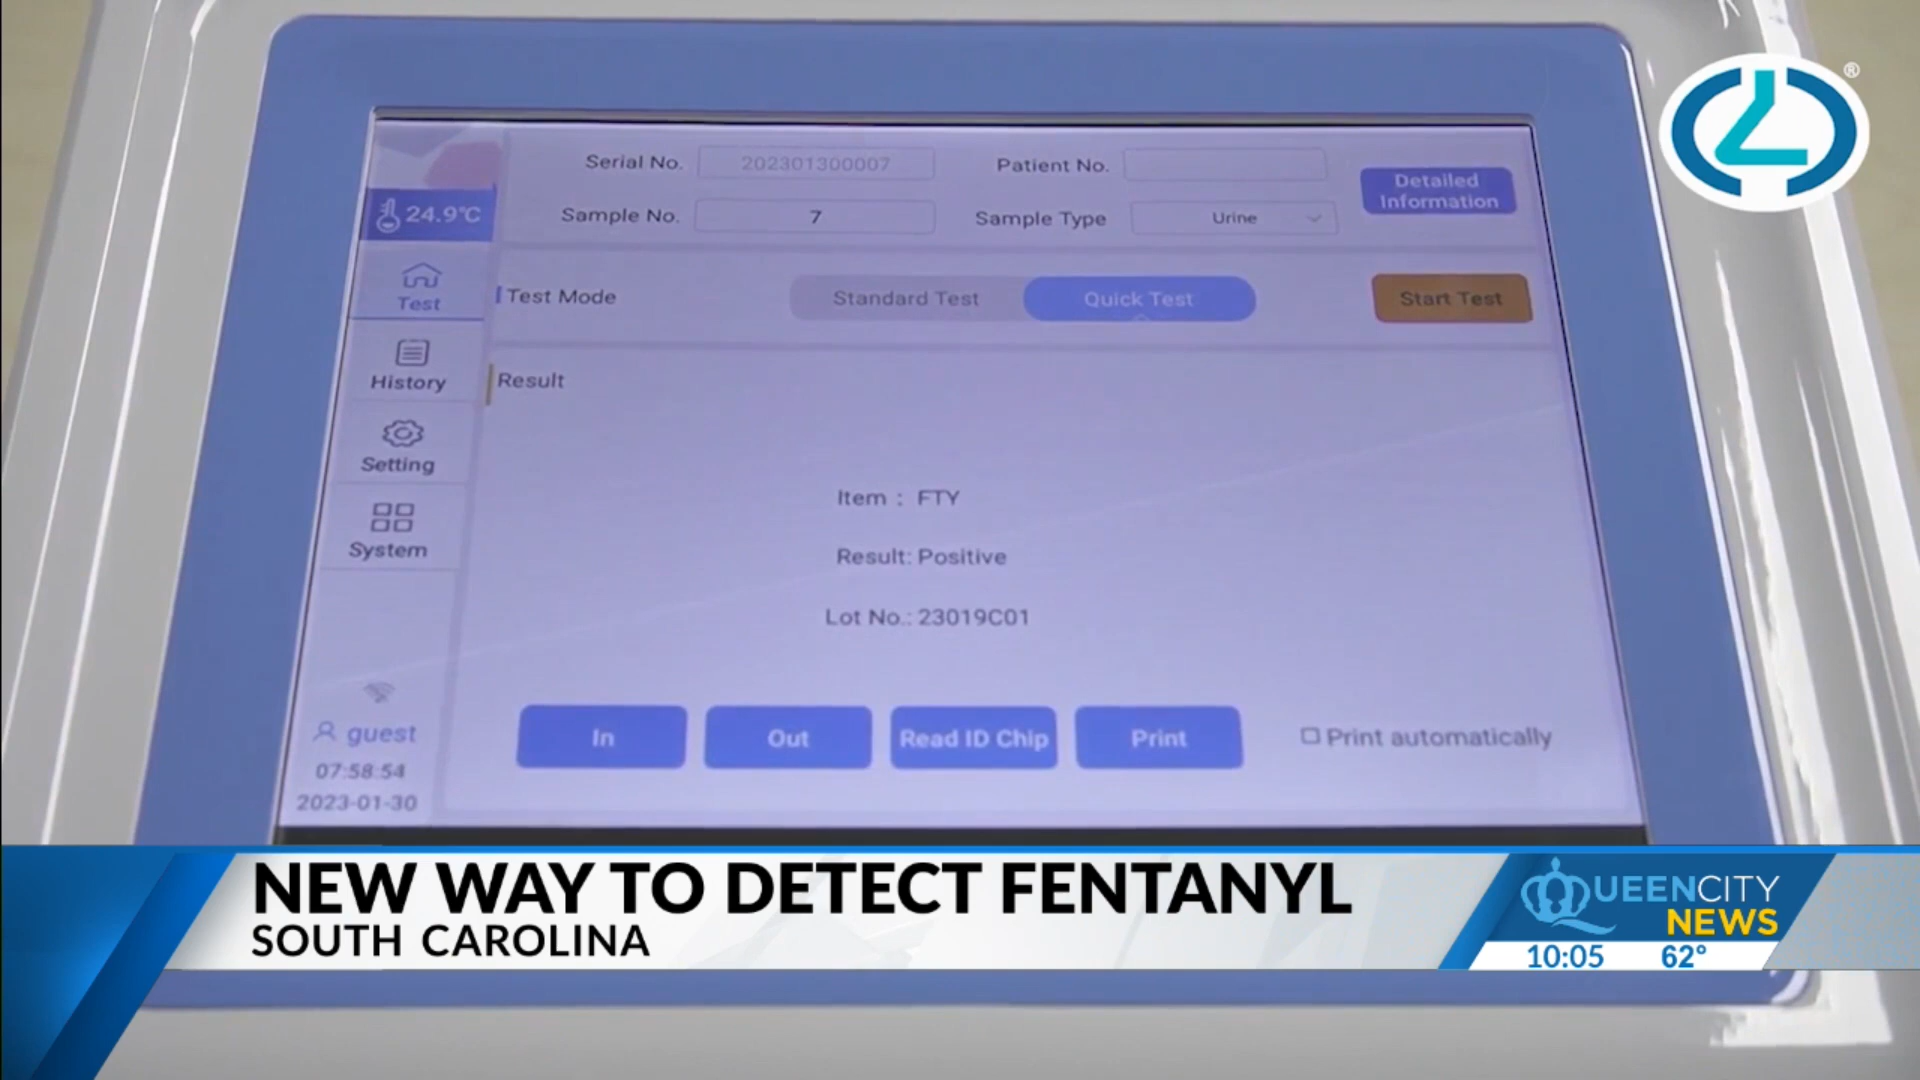 ®
Serial No. 202301300007 Patient No. Detailed Information
24.9°C Sample No. 7 Sample Type Urine
Test
Test Mode Standard Test Quick Test Start Test
History
Result
Setting
Item : FTY
System
Result: Positive
Lot No.: 23019C01
guest
In Out Read ID Chip Print Print automatically
07:58:54
2023-01-30
NEW WAY TO DETECT FENTANYL
SOUTH CAROLINA
QUEEN CITY
NEWS
10:05 62°